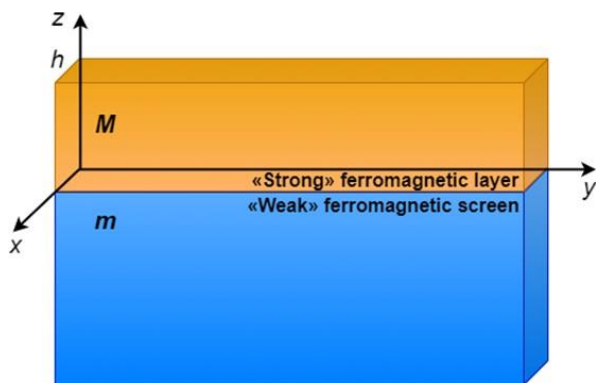 z
h
M
«Strong» ferromagnetic layer
y
«Weak» ferromagnetic screen
m
x